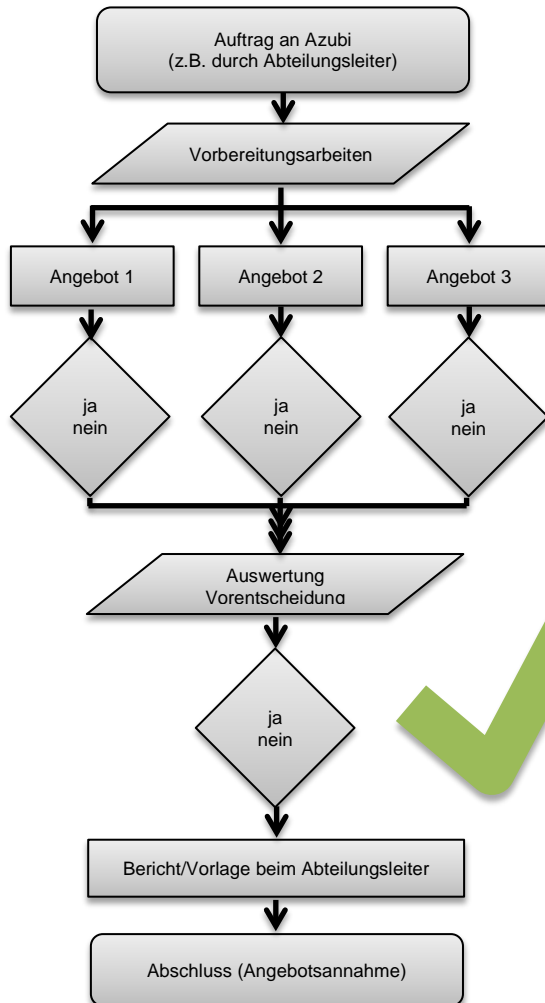 Auftrag an Azubi
(z.B. durch Abteilungsleiter)
Vorbereitungsarbeiten
Angebot 1
Angebot 2
Angebot 3
ja
nein
ja
nein
ja
nein
Auswertung
Vorentscheidung
ja
nein
Bericht/Vorlage beim Abteilungsleiter
Abschluss (Angebotsannahme)